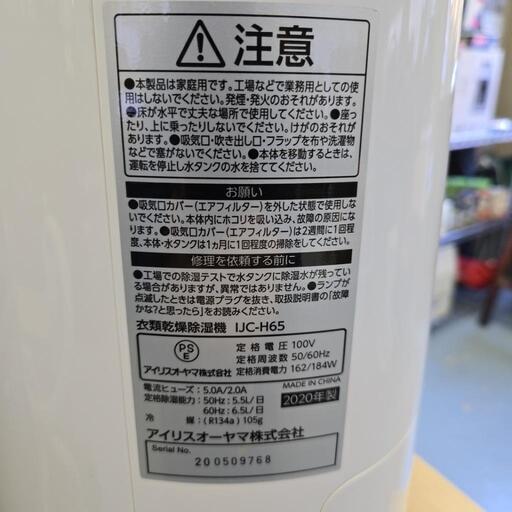 注意
●本製品は家庭用です。工場などで業務用としての使
用はしないでください。発煙・発火のおそれがあります。
●床が水平で丈夫な場所で使用してください。●座っ
たり、上に乗ったりしないでください。けがのおそれが
あります。●吸気口・吹き出し口・フラップを布や洗濯物
などで塞がないでください。●本体を移動するときは、
運転を停止し水タンクの水を捨ててください。
お願い
●吸気口カバー(エアフィルター)を外した状態で使用しな
いでください。本体内にホコリを吸い込み、故障の原因にな
ります。●吸気口カバー(エアフィルター)は2週間に1回程
度、本体・水タンクは1ヵ月に1回程度の掃除をしてください。
修理を依頼する前に
●工場での除湿テストで水タンクに除湿水が残ってい
る場合がありますが、異常ではありません。●ランプが
点滅したときは電源プラグを抜き、取扱説明書の「故障
かな?と思ったら」をお読みください。
衣類乾燥除湿機 IJC-H65
PS
E
アイリスオーヤマ株式会社
定格電圧 100V
定格周波数 50/60Hz
定格消費電力 162/184W
電流ヒューズ: 5.0A/2.0A
定格除湿能力: 50Hz: 5.5L/日
60Hz: 6.5L/日
冷媒: (R134a) 105g
MADE IN CHINA
2020年製
アイリスオーヤマ株式会社
Serial No.
200509768